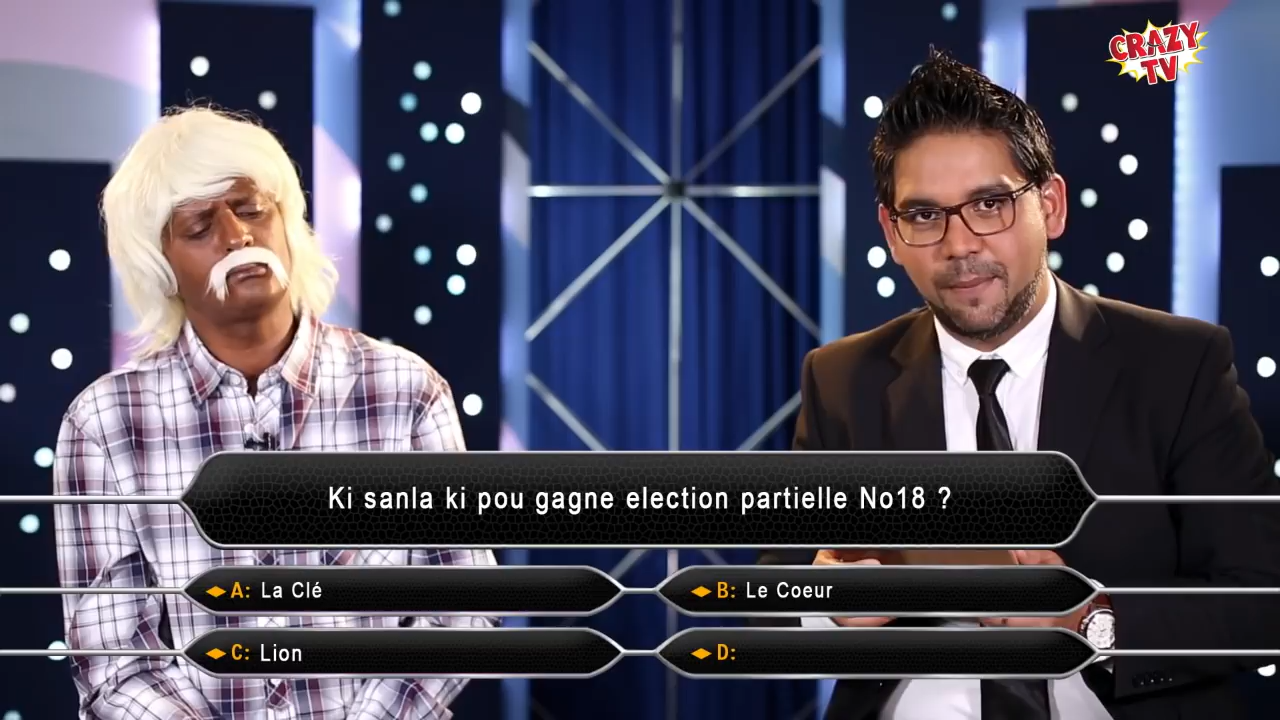 CRAZY
TV
Ki sanla ki pou gagne election partielle No18 ?
A: La Clé
B: Le Coeur
C: Lion
D: